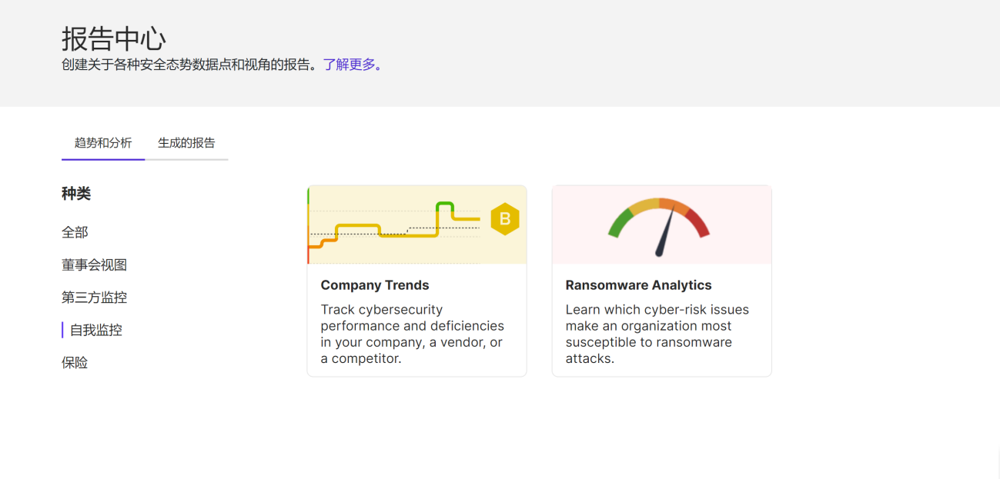 报告中心
创建关于各种安全态势数据点和视角的报告。了解更多。
趋势和分析
生成的报告
种类
全部
董事会视图
第三方监控
自我监控
保险
B
Company Trends
Track cybersecurity
performance and deficiencies
in your company, a vendor, or
a competitor.
Ransomware Analytics
Learn which cyber-risk issues
make an organization most
susceptible to ransomware
attacks.